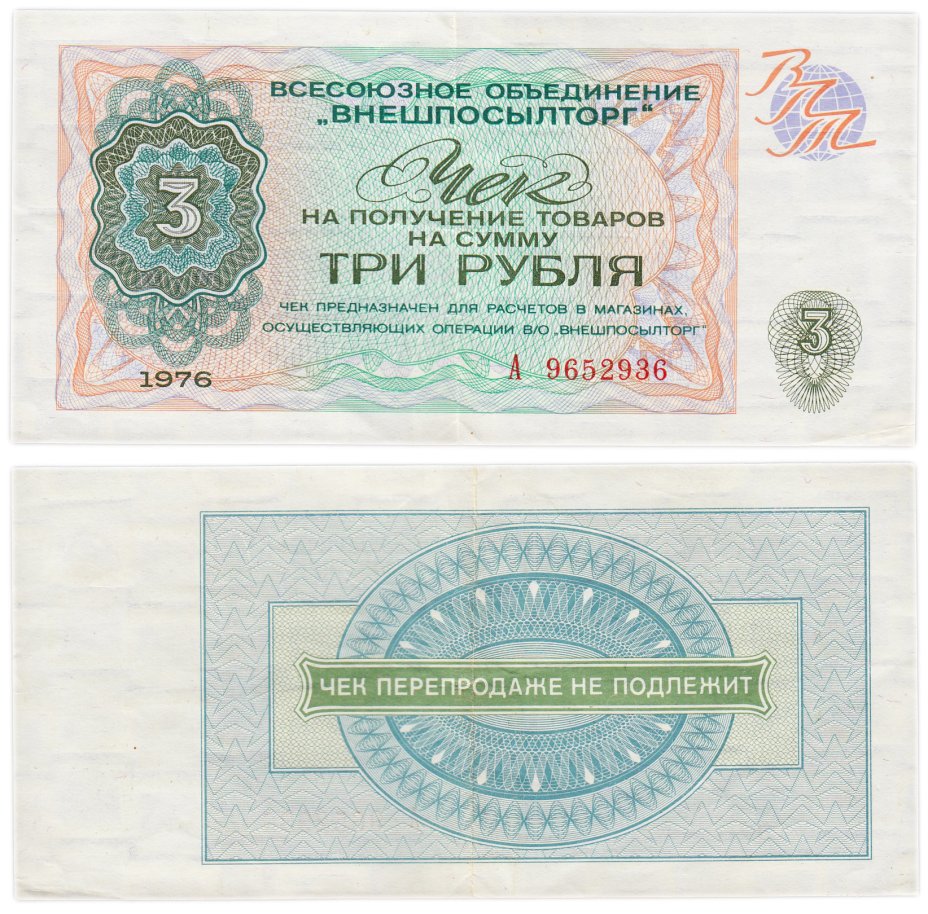 ВСЕСОЮЗНОЕ ОБЪЕДИНЕНИЕ
„ВНЕШПОСЫЛТОРГ“
ВПТ
Чек
НА ПОЛУЧЕНИЕ ТОВАРОВ
НА СУММУ
ТРИ РУБЛЯ
3
ЧЕК ПРЕДНАЗНАЧЕН ДЛЯ РАСЧЕТОВ В МАГАЗИНАХ,
ОСУЩЕСТВЛЯЮЩИХ ОПЕРАЦИИ В/О „ВНЕШПОСЫЛТОРГ"
3
1976
А 9652936
ЧЕК ПЕРЕПРОДАЖЕ НЕ ПОДЛЕЖИТ